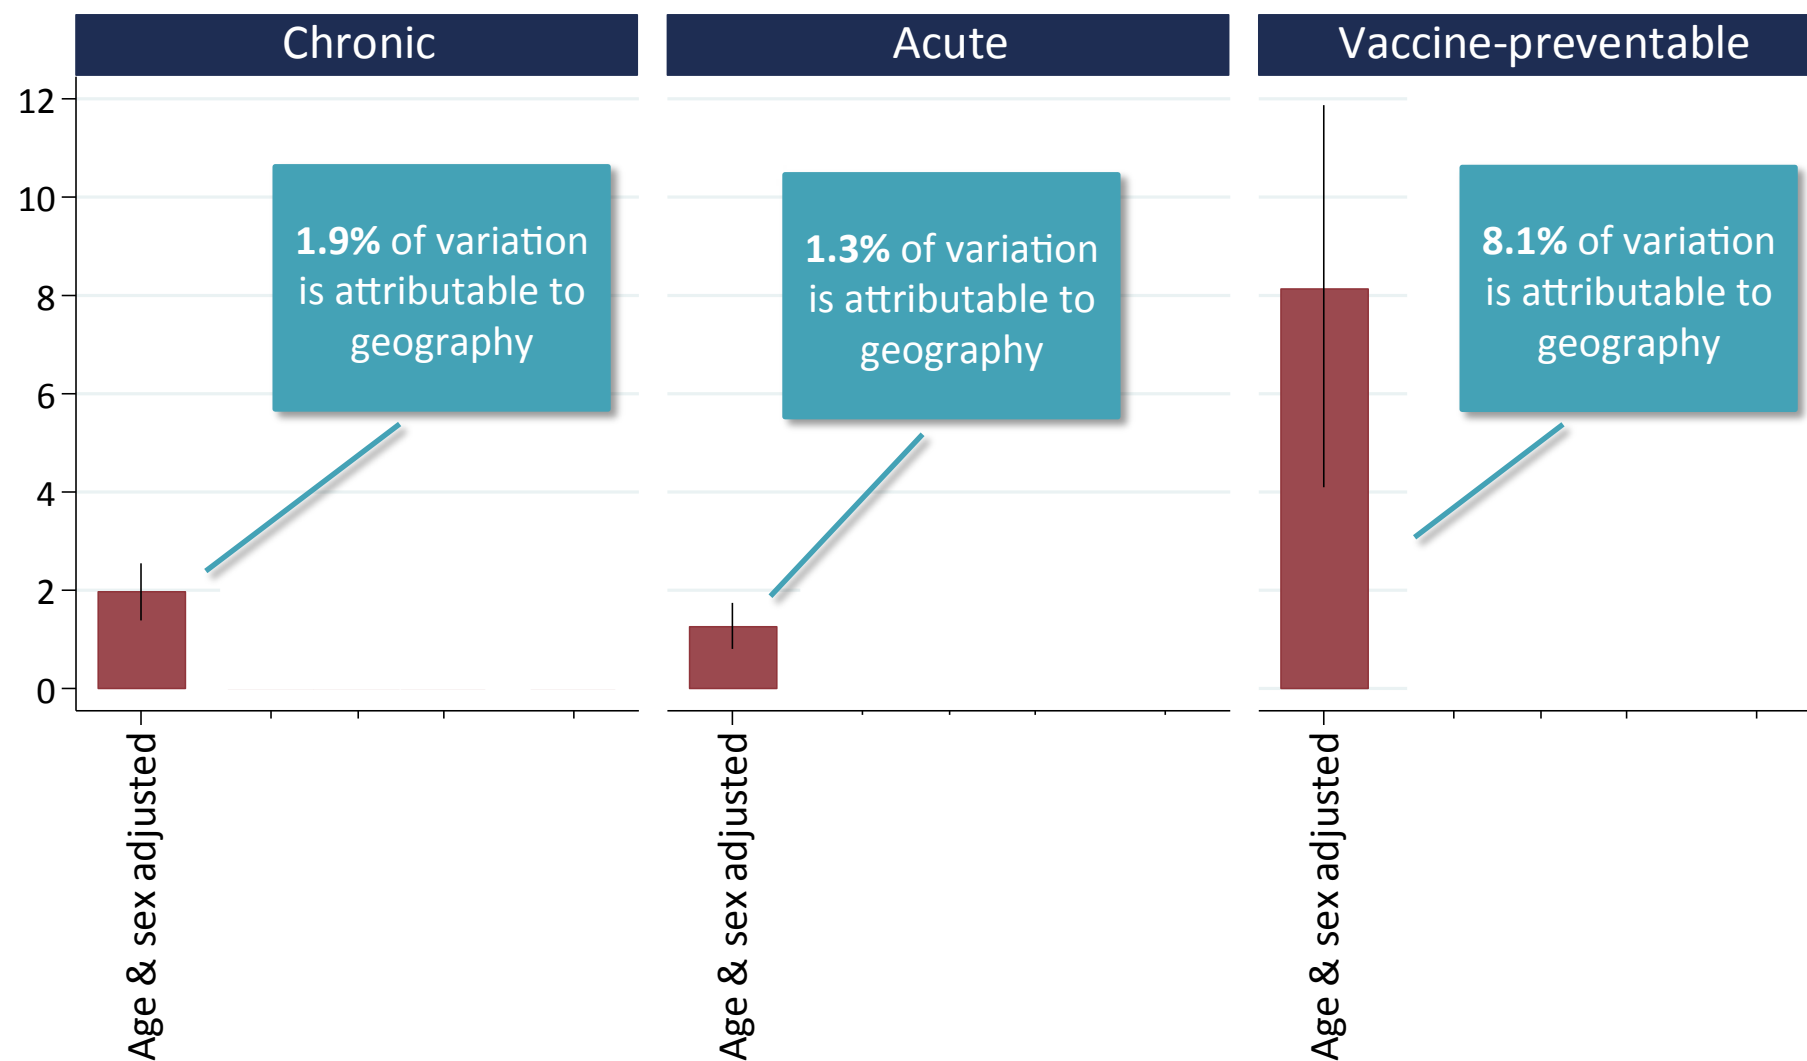 Chronic
Acute
Vaccine-preventable
12
10
8
6
4
2
0
1.9% of variation
is attributable to
geography
1.3% of variation
is attributable to
geography
8.1% of variation
is attributable to
geography
Age & sex adjusted
Age & sex adjusted
Age & sex adjusted